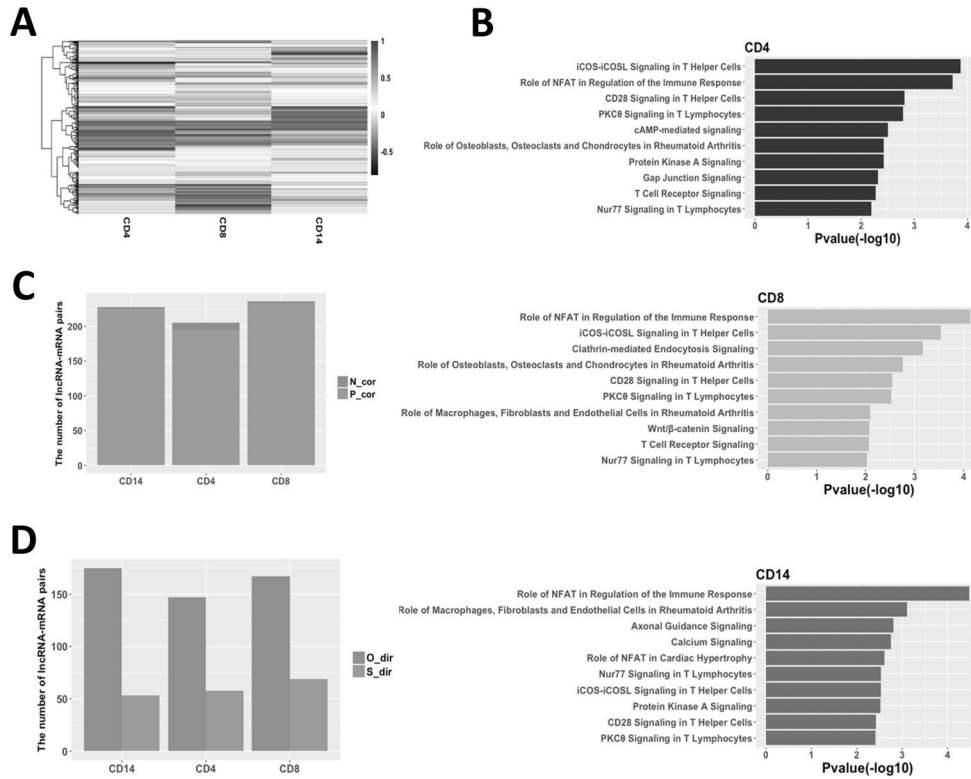 A
1
0.5
0
-0.5
CD4
CD8
CD14
B
CD4
iCOS-iCOSL Signaling in T Helper Cells
Role of NFAT in Regulation of the Immune Response
CD28 Signaling in T Helper Cells
PKCθ Signaling in T Lymphocytes
cAMP-mediated signaling
Role of Osteoblasts, Osteoclasts and Chondrocytes in Rheumatoid Arthritis
Protein Kinase A Signaling
Gap Junction Signaling
T Cell Receptor Signaling
Nur77 Signaling in T Lymphocytes
0 1 2 3 4
Pvalue(-log10)
C
The number of lncRNA-mRNA pairs
200
150
100
50
0
CD14 CD4 CD8
N_cor
P_cor
CD8
Role of NFAT in Regulation of the Immune Response
iCOS-iCOSL Signaling in T Helper Cells
Clathrin-mediated Endocytosis Signaling
Role of Osteoblasts, Osteoclasts and Chondrocytes in Rheumatoid Arthritis
CD28 Signaling in T Helper Cells
PKCθ Signaling in T Lymphocytes
Role of Macrophages, Fibroblasts and Endothelial Cells in Rheumatoid Arthritis
Wnt/β-catenin Signaling
T Cell Receptor Signaling
Nur77 Signaling in T Lymphocytes
0 1 2 3 4
Pvalue(-log10)
D
The number of lncRNA-mRNA pairs
150
100
50
0
CD14 CD4 CD8
O_dir
S_dir
CD14
Role of NFAT in Regulation of the Immune Response
Role of Macrophages, Fibroblasts and Endothelial Cells in Rheumatoid Arthritis
Axonal Guidance Signaling
Calcium Signaling
Role of NFAT in Cardiac Hypertrophy
Nur77 Signaling in T Lymphocytes
iCOS-iCOSL Signaling in T Helper Cells
Protein Kinase A Signaling
CD28 Signaling in T Helper Cells
PKCθ Signaling in T Lymphocytes
0 1 2 3 4
Pvalue(-log10)